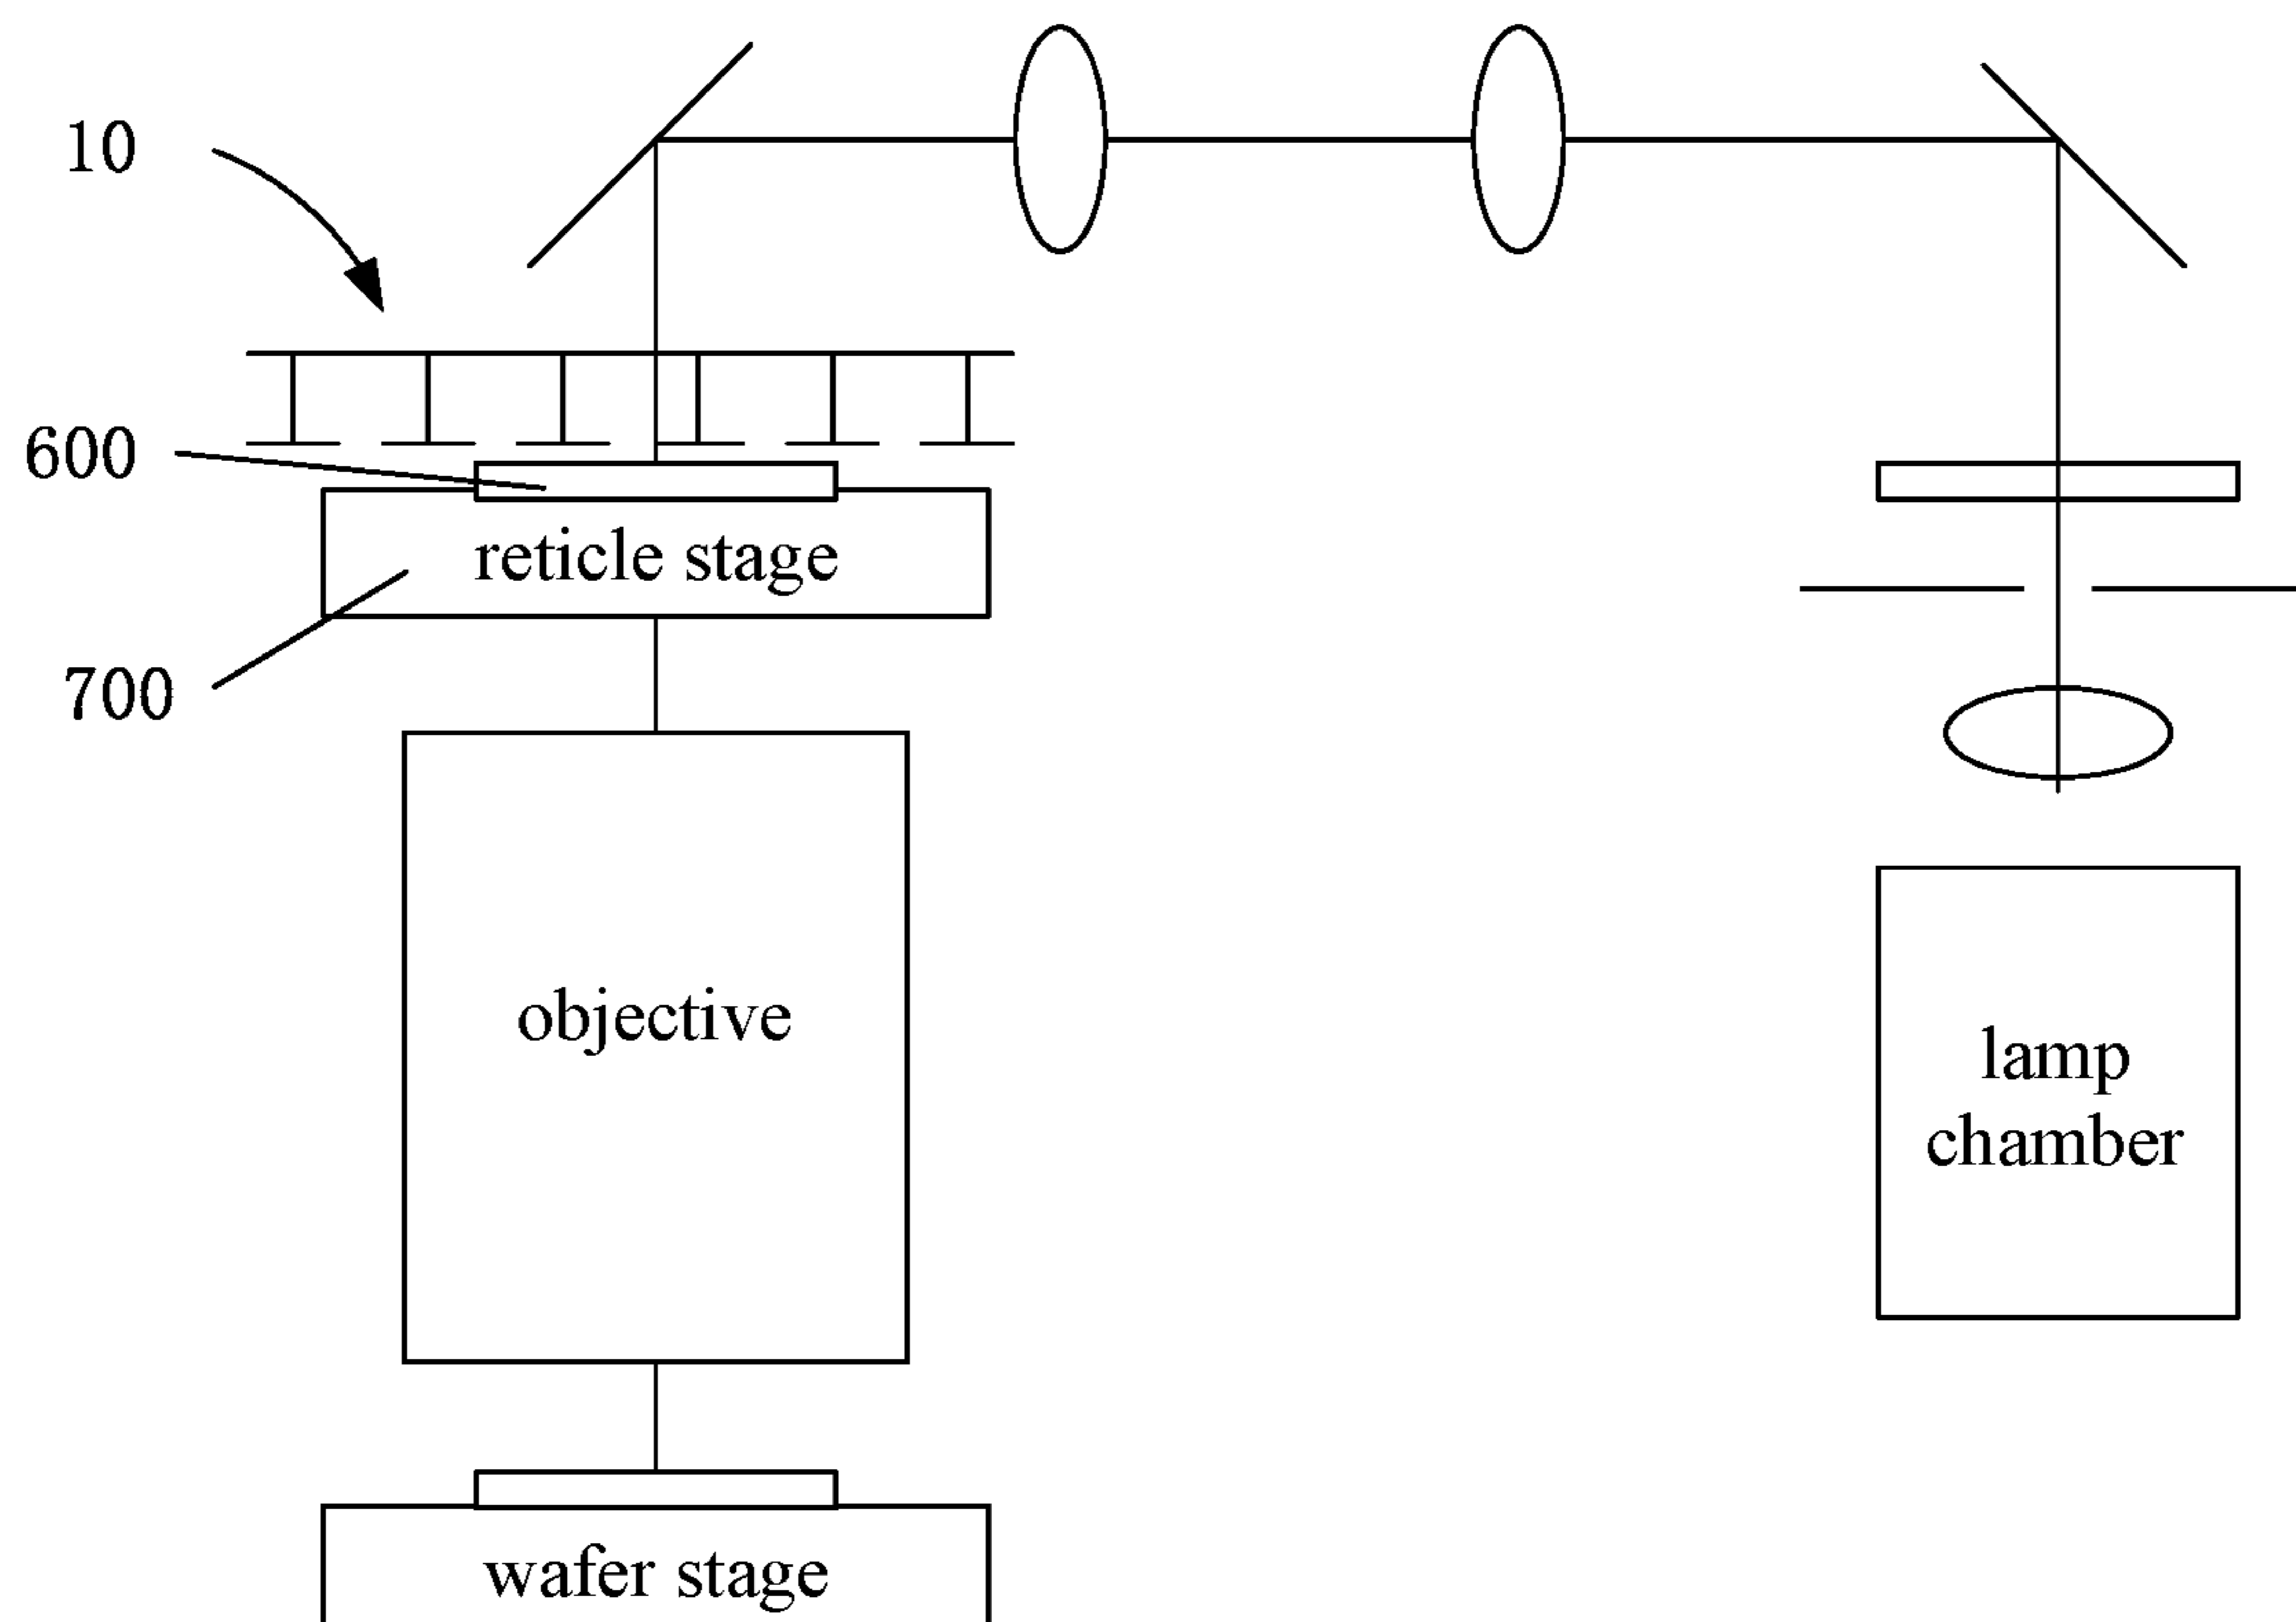 10
600
reticle stage
700
objective
lamp
chamber
wafer stage